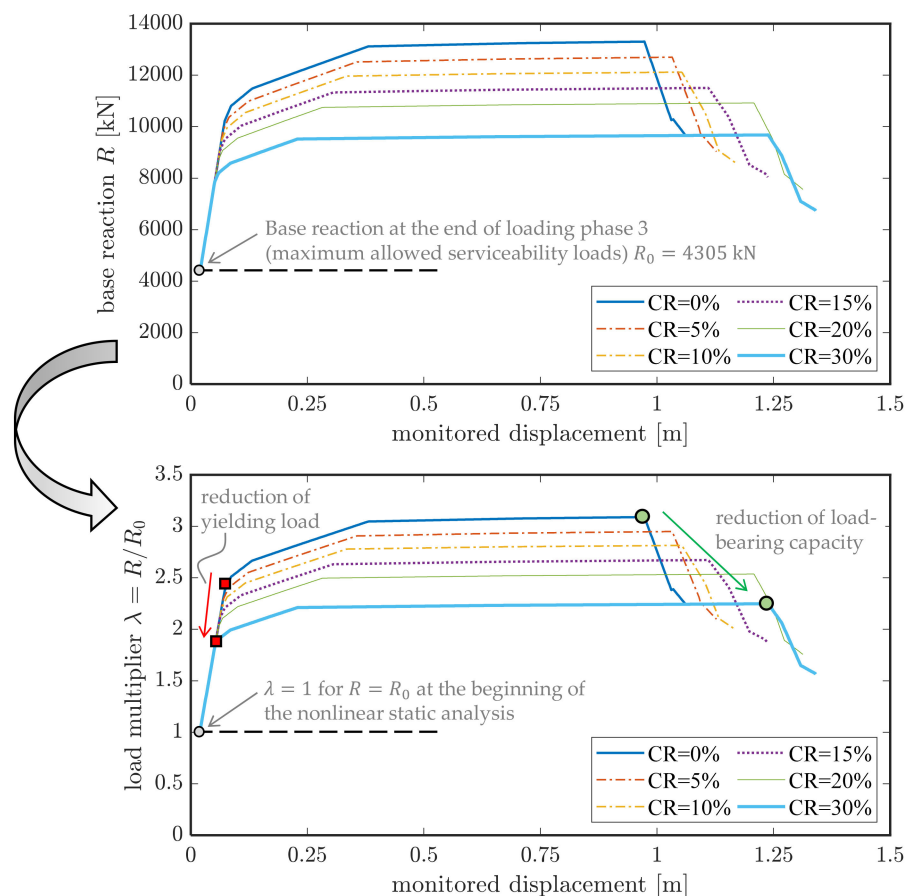 14000
12000
10000
8000
6000
4000
2000
0
base reaction R [kN]
Base reaction at the end of loading phase 3
(maximum allowed serviceability loads) R₀ = 4305 kN
CR=0%
CR=15%
CR=5%
CR=20%
CR=10%
CR=30%
0 0.25 0.5 0.75 1 1.25 1.5
monitored displacement [m]
3.5
3
2.5
2
1.5
1
0.5
0
load multiplier λ = R/R₀
reduction of
yielding load
reduction of load-
bearing capacity
λ = 1 for R = R₀ at the beginning of
the nonlinear static analysis
CR=0%
CR=15%
CR=5%
CR=20%
CR=10%
CR=30%
0 0.25 0.5 0.75 1 1.25 1.5
monitored displacement [m]